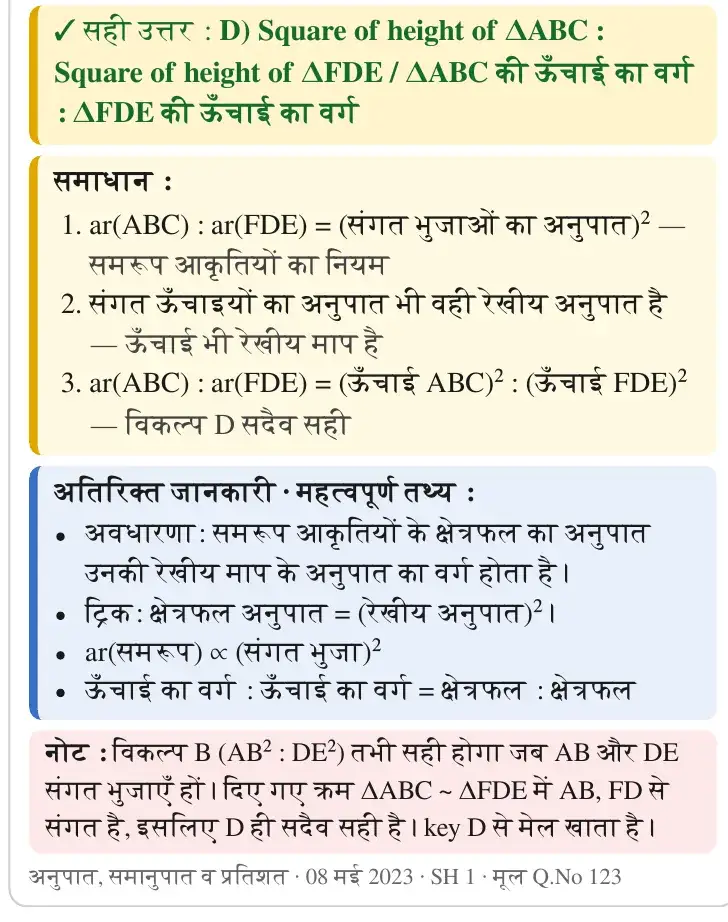 ✓ सही उत्तर : D) Square of height of ΔABC :
Square of height of ΔFDE / ΔABC की ऊँचाई का वर्ग
: ΔFDE की ऊँचाई का वर्ग
समाधान :
1. ar(ABC) : ar(FDE) = (संगत भुजाओं का अनुपात)² —
समरूप आकृतियों का नियम
2. संगत ऊँचाइयों का अनुपात भी वही रेखीय अनुपात है
— ऊँचाई भी रेखीय माप है
3. ar(ABC) : ar(FDE) = (ऊँचाई ABC)² : (ऊँचाई FDE)²
— विकल्प D सदैव सही
अतिरिक्त जानकारी · महत्वपूर्ण तथ्य :
• अवधारणा : समरूप आकृतियों के क्षेत्रफल का अनुपात
उनकी रेखीय माप के अनुपात का वर्ग होता है।
• ट्रिक : क्षेत्रफल अनुपात = (रेखीय अनुपात)²।
• ar(समरूप) ∝ (संगत भुजा)²
• ऊँचाई का वर्ग : ऊँचाई का वर्ग = क्षेत्रफल : क्षेत्रफल
नोट : विकल्प B (AB² : DE²) तभी सही होगा जब AB और DE
संगत भुजाएँ हों। दिए गए क्रम ΔABC ~ ΔFDE में AB, FD से
संगत है, इसलिए D ही सदैव सही है। key D से मेल खाता है।
अनुपात, समानुपात व प्रतिशत · 08 मई 2023 · SH 1 · मूल Q.No 123